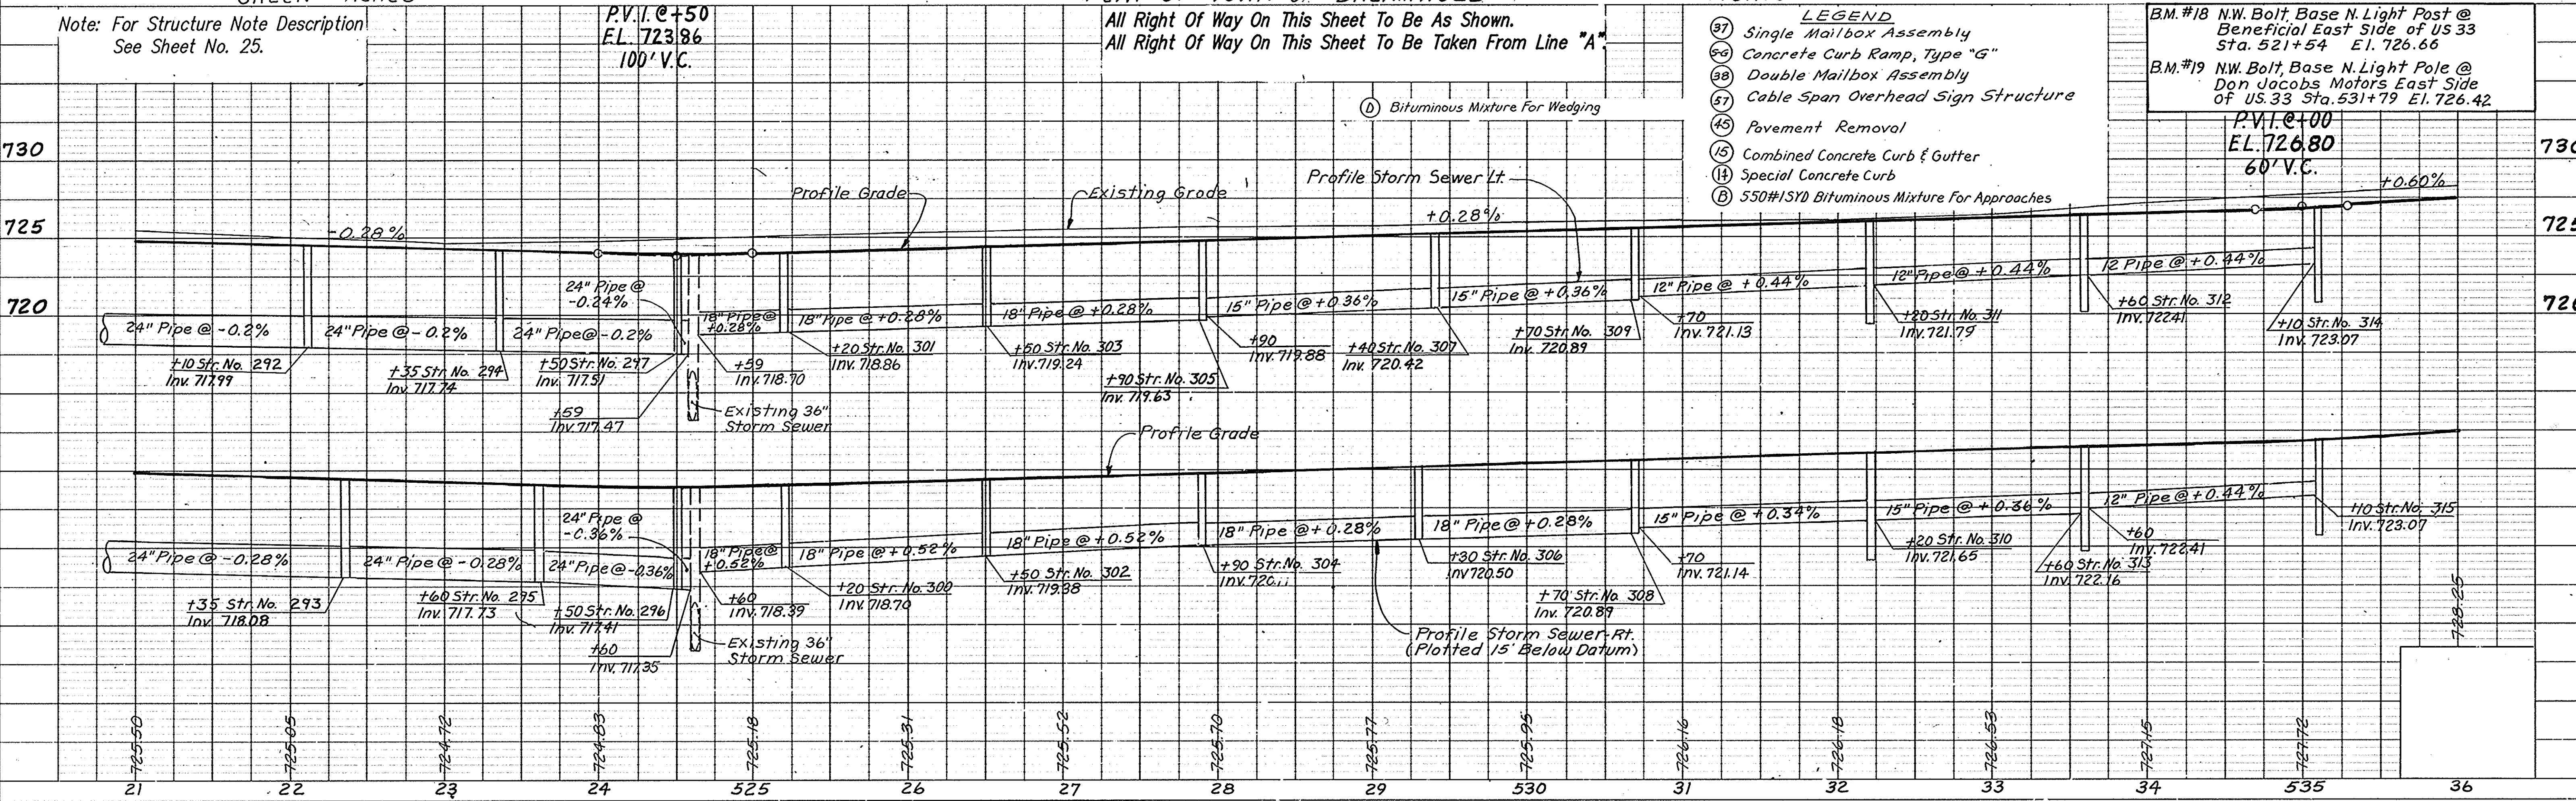 Note: For Structure Note Description
See Sheet No. 25.
P.V.I. @+50
EL. 723.86
100' V.C.
All Right Of Way On This Sheet To Be As Shown.
All Right Of Way On This Sheet To Be Taken From Line "A".
LEGEND
37 Single Mailbox Assembly
Concrete Curb Ramp, Type "G"
38 Double Mailbox Assembly
57 Cable Span Overhead Sign Structure
45 Pavement Removal
15 Combined Concrete Curb & Gutter
Special Concrete Curb
B 550#/SYD Bituminous Mixture For Approaches
D Bituminous Mixture For Wedging
B.M.#18 N.W. Bolt, Base N. Light Post @
Beneficial East Side of US 33
Sta. 521+54 El. 726.66
B.M.#19 N.W. Bolt, Base N. Light Pole @
Don Jacobs Motors East Side
of US.33 Sta.531+79 El. 726.42
P.V.I. @+00
EL. 726.80
60' V.C.
+0.60%
730
725
720
730
725
720
Profile Grade
Existing Grade
Profile Storm Sewer Lt.
-0.28%
+0.28%
24" Pipe @ -0.2%
24" Pipe @ -0.2%
24" Pipe @ -0.2%
24" Pipe @
-0.24%
18" Pipe @
+0.28%
18" Pipe @ +0.28%
18" Pipe @ +0.28%
15" Pipe @ +0.36%
15" Pipe @ +0.36%
12" Pipe @ +0.44%
12" Pipe @ +0.44%
12" Pipe @ +0.44%
+10 Str. No. 292
Inv. 717.99
+35 Str. No. 294
Inv. 717.74
+50 Str. No. 297
Inv. 717.51
+59
Inv. 717.47
+59
Inv. 718.70
+20 Str. No. 301
Inv. 718.86
+50 Str. No. 303
Inv. 719.24
+90 Str. No. 305
Inv. 719.63
+90
Inv. 719.88
+40 Str. No. 307
Inv. 720.42
+70 Str. No. 309
Inv. 720.89
+70
Inv. 721.13
+20 Str. No. 311
Inv. 721.79
+60 Str. No. 312
Inv. 722.41
+10 Str. No. 314
Inv. 723.07
Existing 36"
Storm Sewer
Profile Grade
24" Pipe @ -0.28%
24" Pipe @ -0.28%
24" Pipe @ -0.36%
24" Pipe @
-0.36%
18" Pipe @
+0.52%
18" Pipe @ +0.52%
18" Pipe @ +0.52%
18" Pipe @ +0.28%
18" Pipe @ +0.28%
15" Pipe @ +0.34%
15" Pipe @ +0.36%
12" Pipe @ +0.44%
+35 Str. No. 293
Inv. 718.08
+60 Str. No. 295
Inv. 717.73
+50 Str. No. 296
Inv. 717.41
+60
Inv. 717.35
+60
Inv. 718.39
+20 Str. No. 300
Inv. 718.70
+50 Str. No. 302
Inv. 719.38
+90 Str. No. 304
+30 Str. No. 306
Inv 720.50
+70 Str. No. 308
Inv. 720.89
+70
Inv. 721.14
+20 Str. No. 310
Inv. 721.65
+60 Str. No. 313
Inv. 722.16
+60
Inv. 722.41
+10 Str. No. 315
Inv. 723.07
Existing 36"
Storm Sewer
Profile Storm Sewer-Rt.
(Plotted 15' Below Datum)
725.50
725.05
724.72
724.83
725.18
725.31
725.52
725.70
725.77
725.95
726.16
726.18
726.53
727.15
727.72
728.25
21
22
23
24
525
26
27
28
29
530
31
32
33
34
535
36